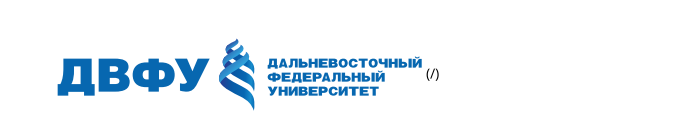 ДВФУ
ДАЛЬНЕВОСТОЧНЫЙ
ФЕДЕРАЛЬНЫЙ
УНИВЕРСИТЕТ
(/)